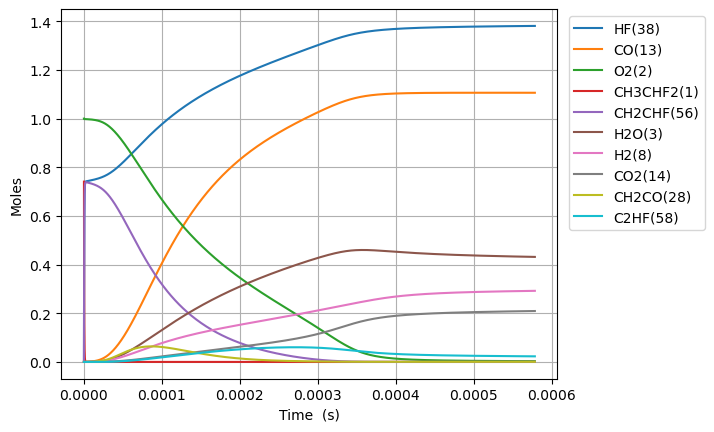 1.4
1.2
1.0
0.8
0.6
0.4
0.2
0.0
Moles
0.0000 0.0001 0.0002 0.0003 0.0004 0.0005 0.0006
Time (s)
HF(38)
CO(13)
O2(2)
CH3CHF2(1)
CH2CHF(56)
H2O(3)
H2(8)
CO2(14)
CH2CO(28)
C2HF(58)